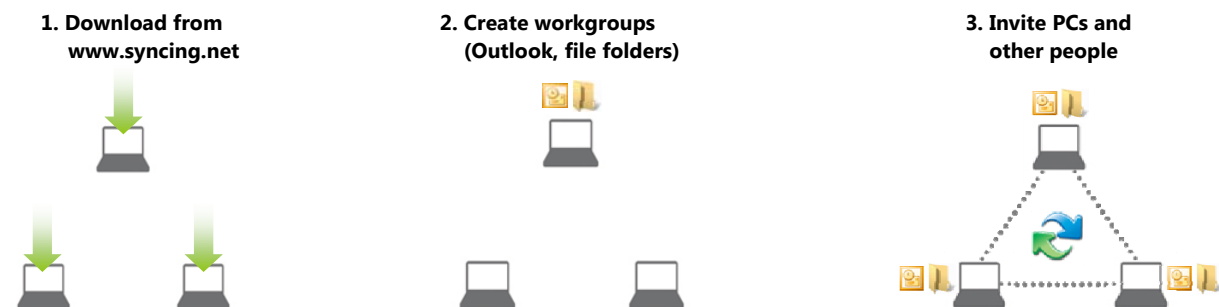 1. Download from
www.syncing.net
2. Create workgroups
(Outlook, file folders)
3. Invite PCs and
other people